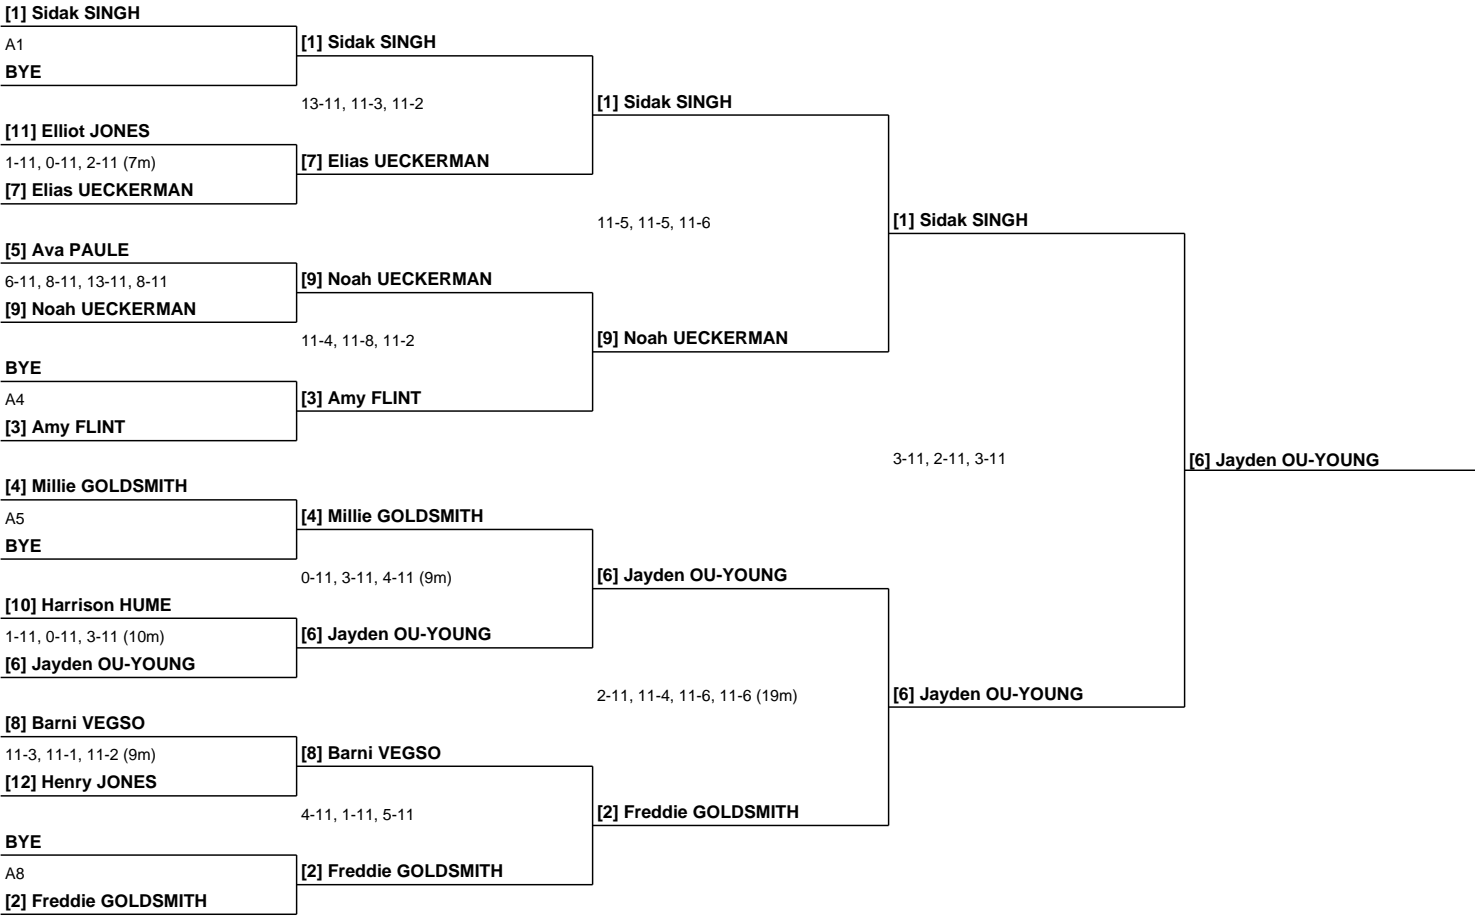 [1] Sidak SINGH
A1
BYE
[11] Elliot JONES
1-11, 0-11, 2-11 (7m)
[7] Elias UECKERMAN
[5] Ava PAULE
6-11, 8-11, 13-11, 8-11
[9] Noah UECKERMAN
BYE
A4
[3] Amy FLINT
[4] Millie GOLDSMITH
A5
BYE
[10] Harrison HUME
1-11, 0-11, 3-11 (10m)
[6] Jayden OU-YOUNG
[8] Barni VEGSO
11-3, 11-1, 11-2 (9m)
[12] Henry JONES
BYE
A8
[2] Freddie GOLDSMITH
[1] Sidak SINGH
13-11, 11-3, 11-2
[7] Elias UECKERMAN
[9] Noah UECKERMAN
11-4, 11-8, 11-2
[3] Amy FLINT
[4] Millie GOLDSMITH
0-11, 3-11, 4-11 (9m)
[6] Jayden OU-YOUNG
[8] Barni VEGSO
4-11, 1-11, 5-11
[2] Freddie GOLDSMITH
[1] Sidak SINGH
11-5, 11-5, 11-6
[9] Noah UECKERMAN
[6] Jayden OU-YOUNG
2-11, 11-4, 11-6, 11-6 (19m)
[2] Freddie GOLDSMITH
[1] Sidak SINGH
3-11, 2-11, 3-11
[6] Jayden OU-YOUNG
[6] Jayden OU-YOUNG